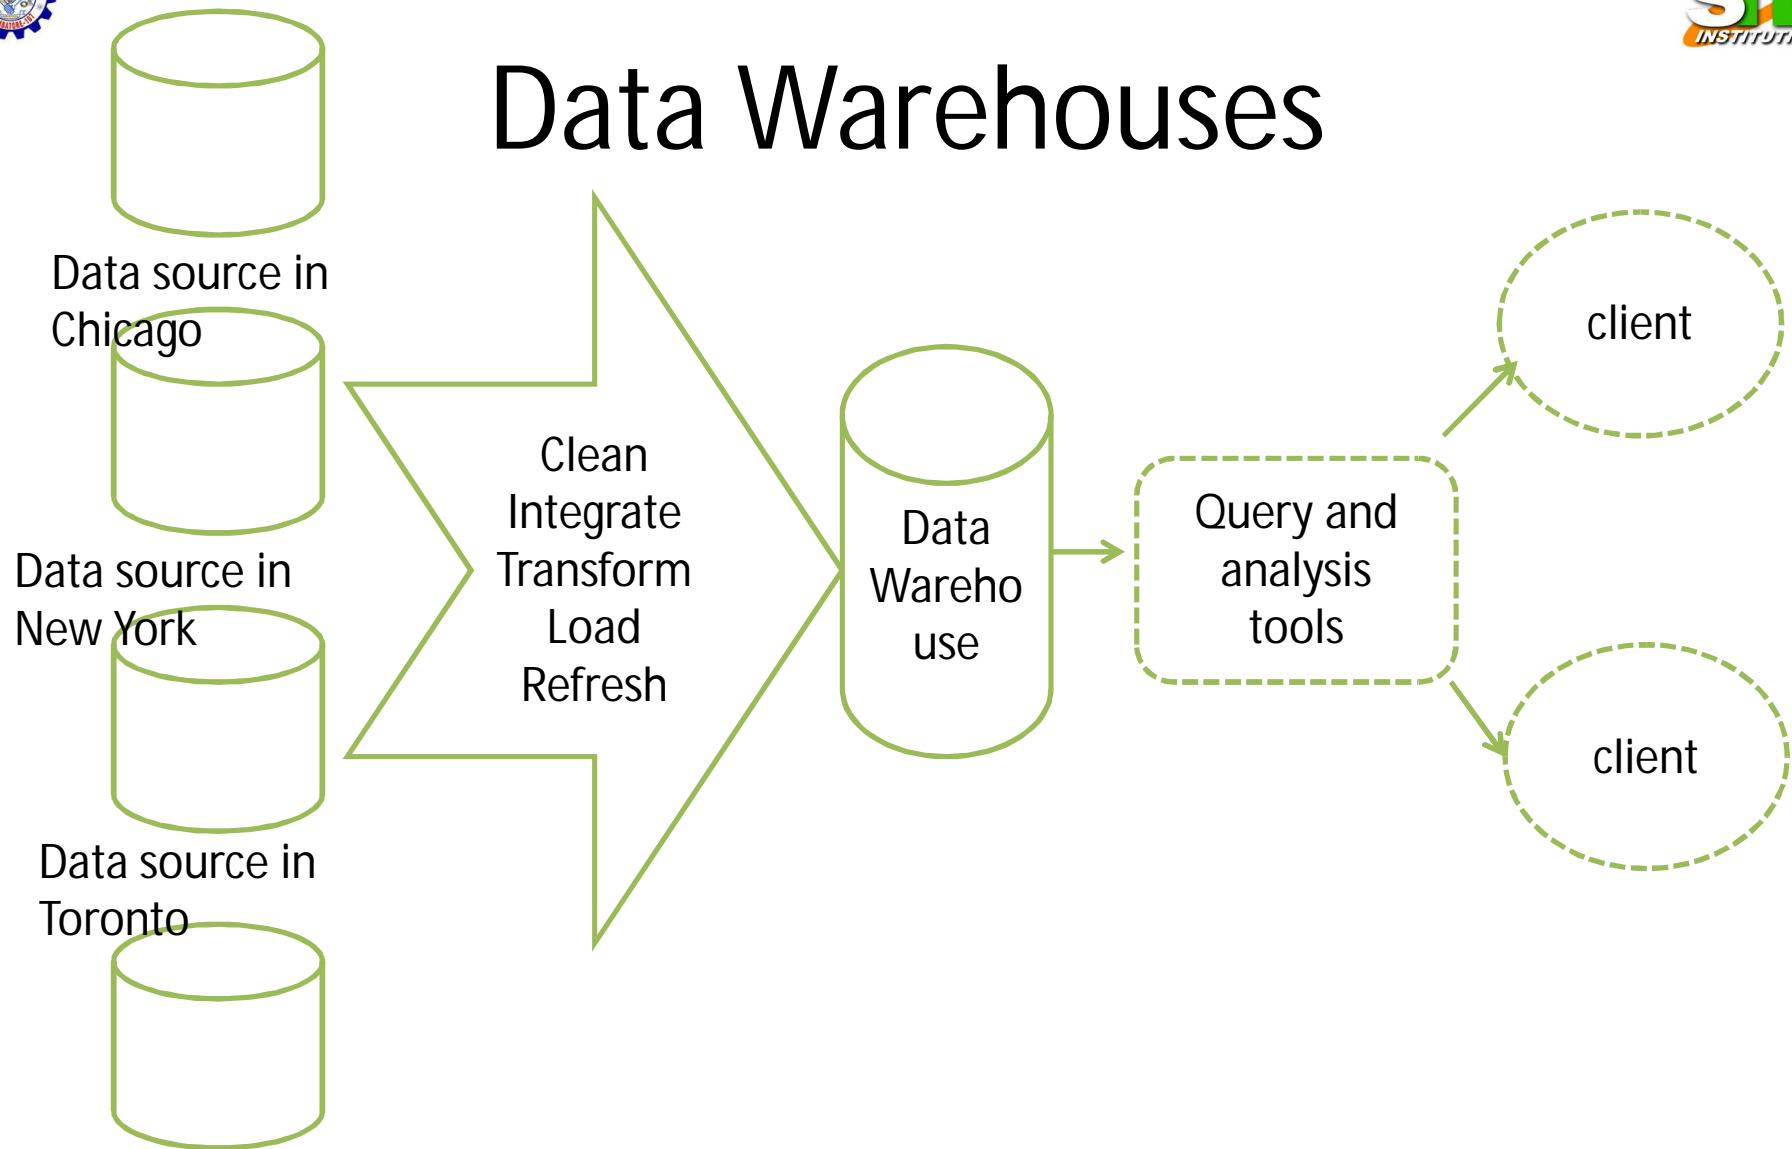 Data Warehouses
INSTITUTI
Data source in
Chicago
Data source in
New York
Data source in
Toronto
Clean
Integrate
Transform
Load
Refresh
Data
Wareho
use
Query and
analysis
tools
client
client